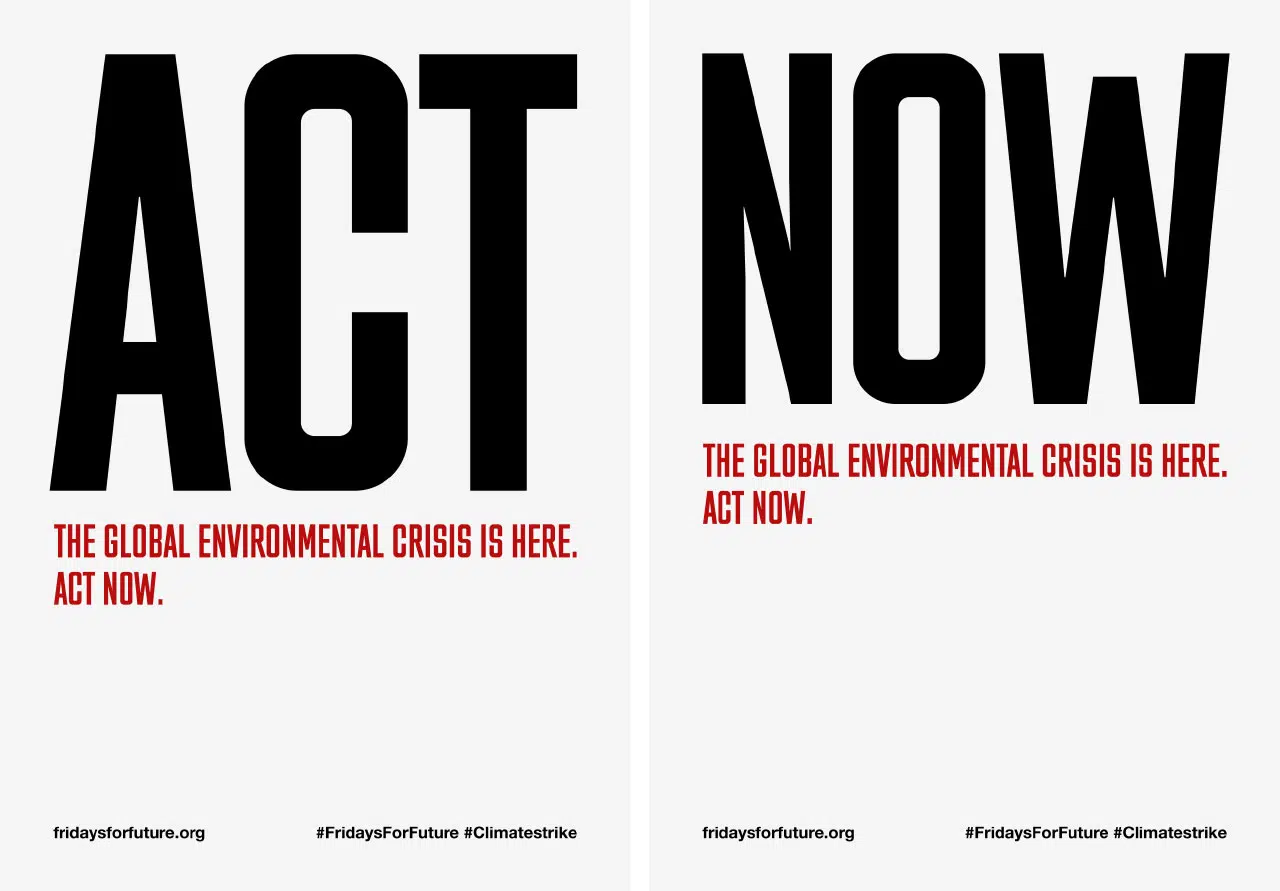 ACT
THE GLOBAL ENVIRONMENTAL CRISIS IS HERE.
ACT NOW.
fridaysforfuture.org
#FridaysForFuture #Climatestrike
NOW
THE GLOBAL ENVIRONMENTAL CRISIS IS HERE.
ACT NOW.
fridaysforfuture.org
#FridaysForFuture #Climatestrike